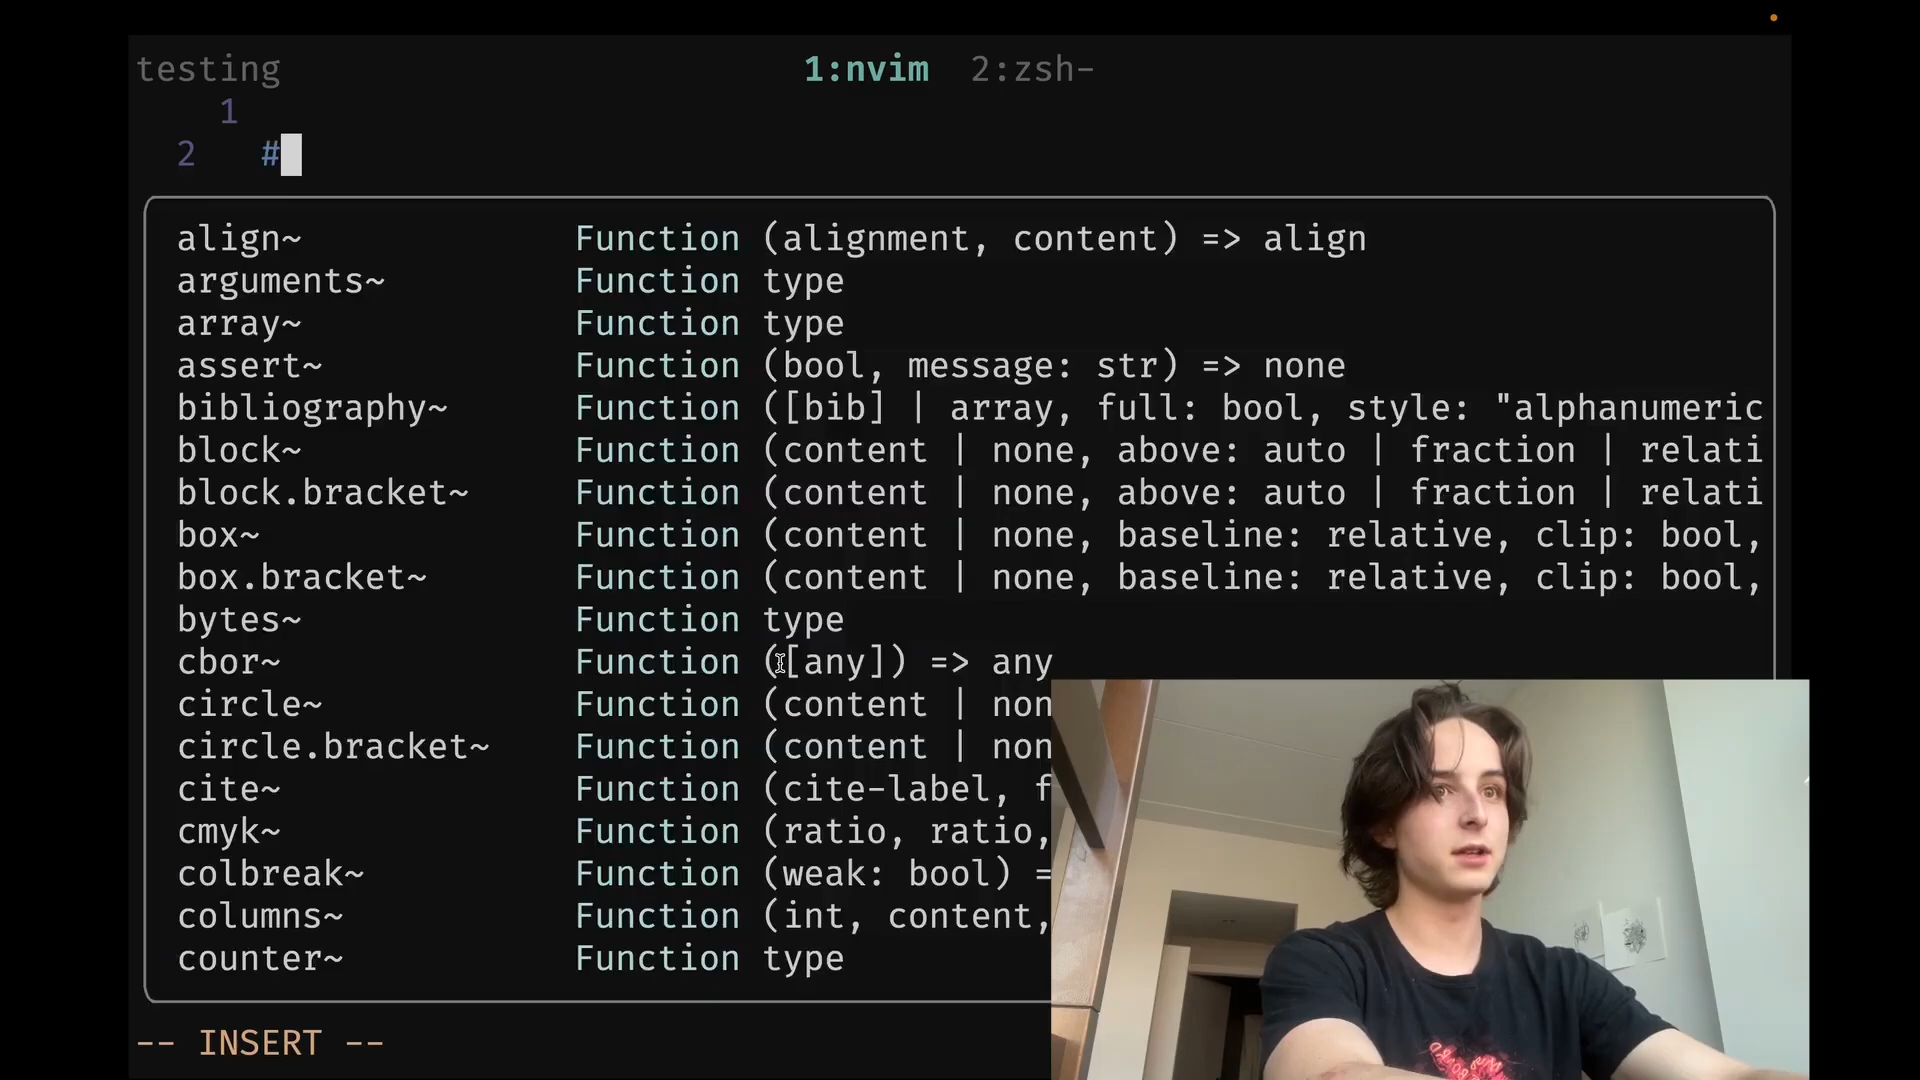 testing 1:nvim 2:zsh-
1
2 #
align~ Function (alignment, content) => align
arguments~ Function type
array~ Function type
assert~ Function (bool, message: str) => none
bibliography~ Function ([bib] | array, full: bool, style: "alphanumeric
block~ Function (content | none, above: auto | fraction | relati
block.bracket~ Function (content | none, above: auto | fraction | relati
box~ Function (content | none, baseline: relative, clip: bool,
box.bracket~ Function (content | none, baseline: relative, clip: bool,
bytes~ Function type
cbor~ Function ([any]) => any
circle~ Function (content | non
circle.bracket~ Function (content | non
cite~ Function (cite-label, f
cmyk~ Function (ratio, ratio,
colbreak~ Function (weak: bool) =
columns~ Function (int, content,
counter~ Function type
-- INSERT --